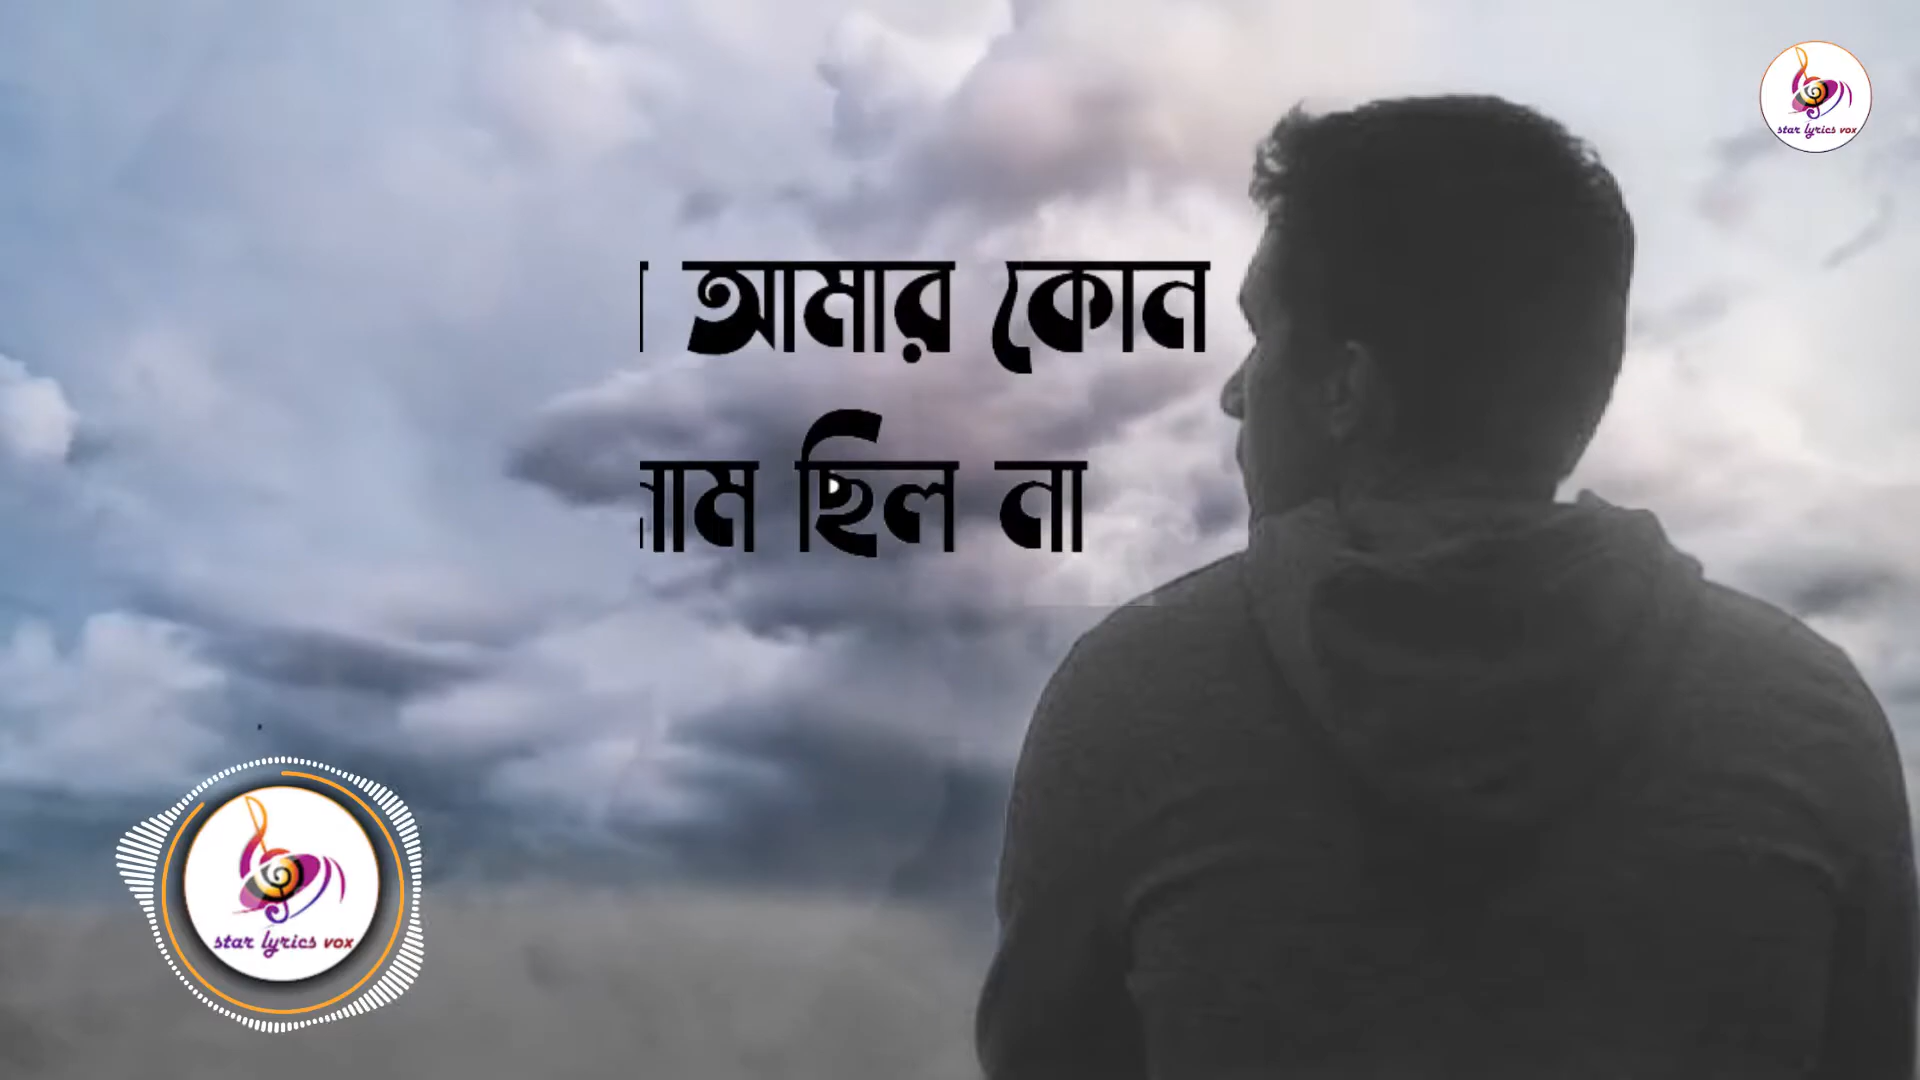 star lyrics vox
আমার কোন
নাম ছিল না
star lyrics vox